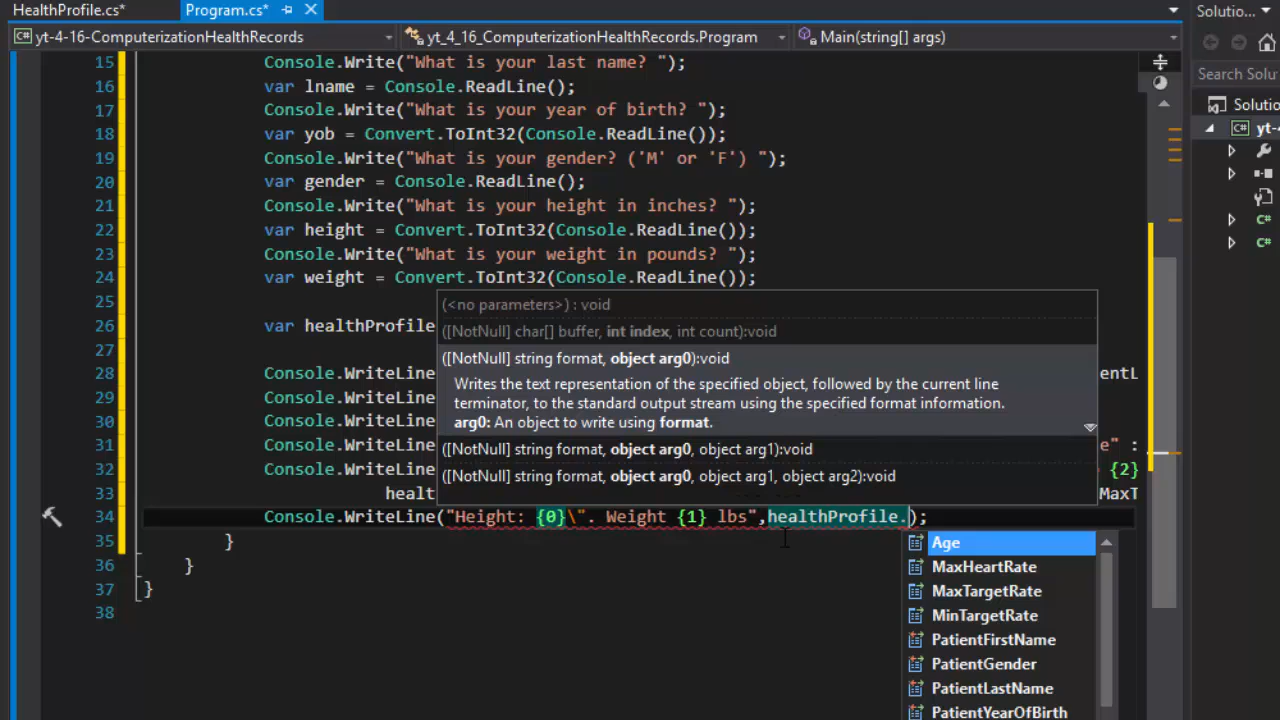 HealthProfile.cs* Program.cs* Solutio...
yt-4-16-ComputerizationHealthRecords yt_4_16_ComputerizationHealthRecords.Program Main(string[] args)
Search Solu
Solutio
yt-4
15 Console.Write("What is your last name? ");
16 var lname = Console.ReadLine();
17 Console.Write("What is your year of birth? ");
18 var yob = Convert.ToInt32(Console.ReadLine());
19 Console.Write("What is your gender? ('M' or 'F') ");
20 var gender = Console.ReadLine();
21 Console.Write("What is your height in inches? ");
22 var height = Convert.ToInt32(Console.ReadLine());
23 Console.Write("What is your weight in pounds? ");
24 var weight = Convert.ToInt32(Console.ReadLine());
25
(<no parameters>) : void
26 var healthProfile
([NotNull] char[] buffer, int index, int count):void
27
([NotNull] string format, object arg0):void
28 Console.WriteLine entL
Writes the text representation of the specified object, followed by the current line
29 Console.WriteLine
terminator, to the standard output stream using the specified format information.
30 Console.WriteLine
arg0: An object to write using format.
31 Console.WriteLine e" :
([NotNull] string format, object arg0, object arg1):void
32 Console.WriteLine {2}
([NotNull] string format, object arg0, object arg1, object arg2):void
33 healt MaxT
34 Console.WriteLine("Height: {0}\". Weight {1} lbs",healthProfile.);
35 }
36 }
37 }
38
Age
MaxHeartRate
MaxTargetRate
MinTargetRate
PatientFirstName
PatientGender
PatientLastName
PatientYearOfBirth